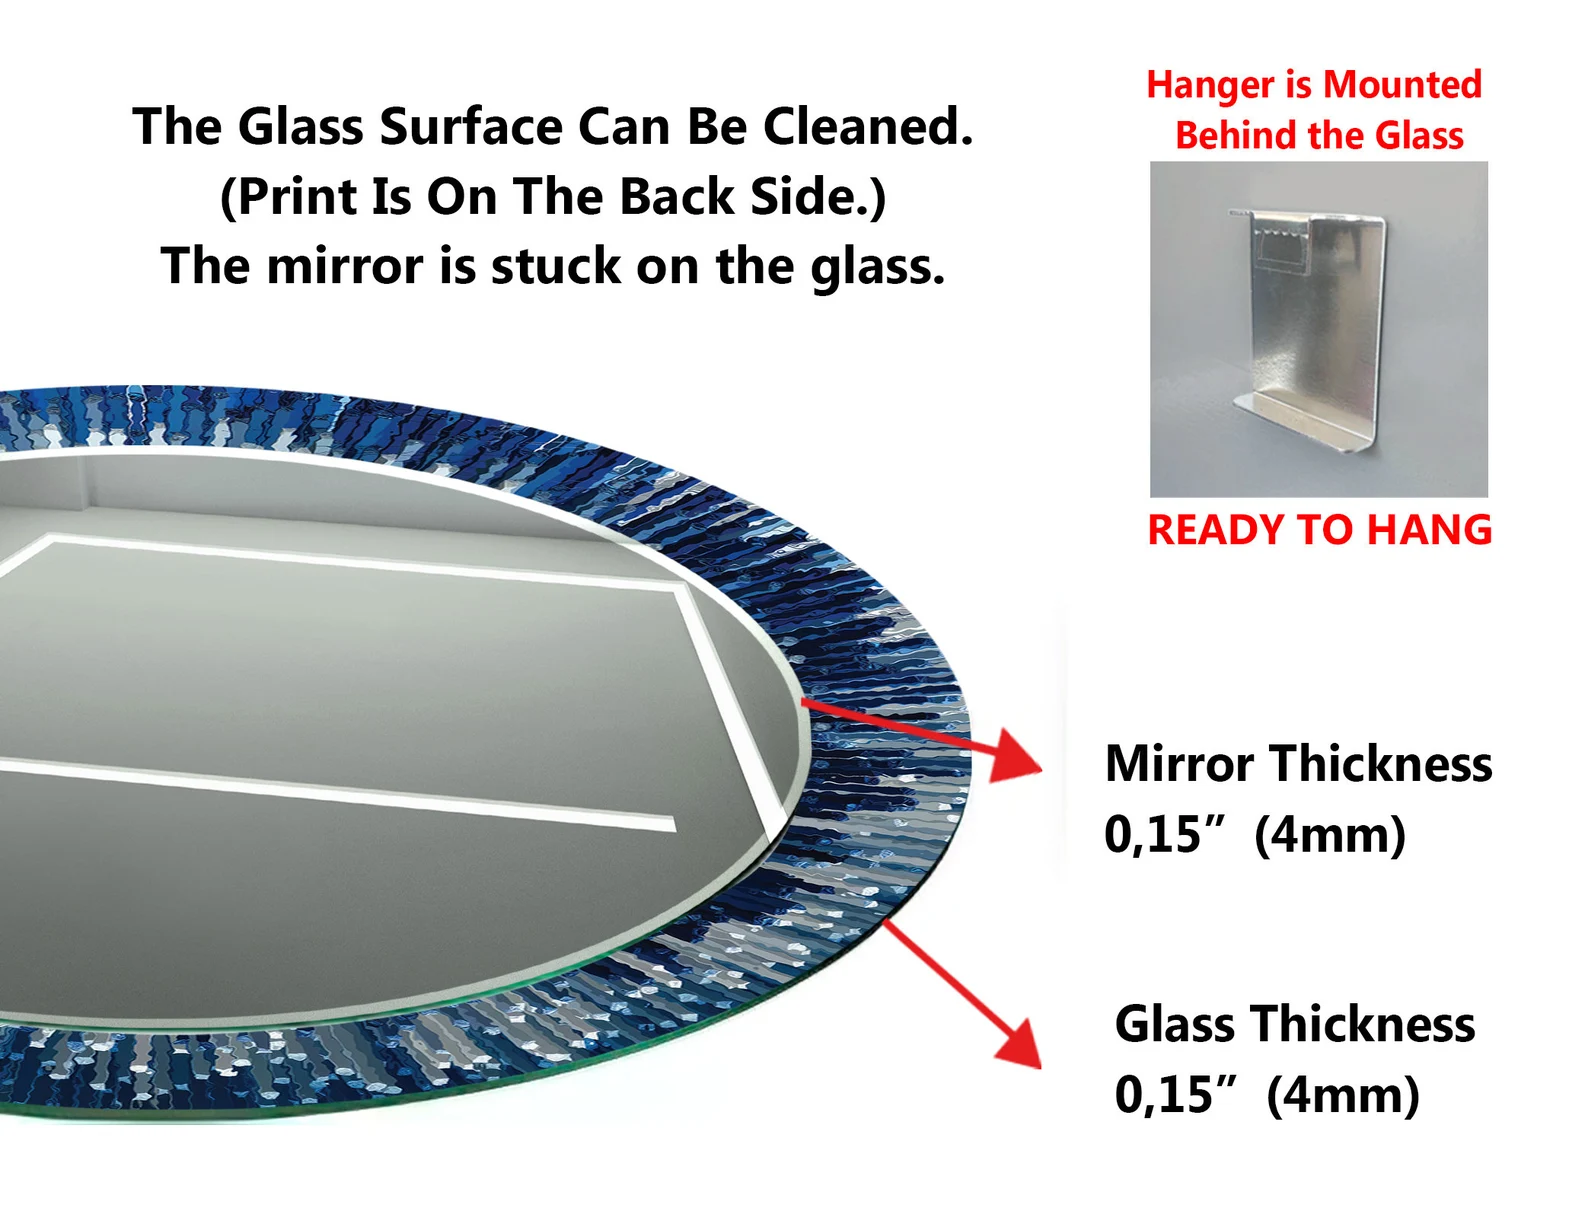 The Glass Surface Can Be Cleaned.
(Print Is On The Back Side.)
The mirror is stuck on the glass.
Hanger is Mounted
Behind the Glass
READY TO HANG
Mirror Thickness
0,15” (4mm)
Glass Thickness
0,15” (4mm)